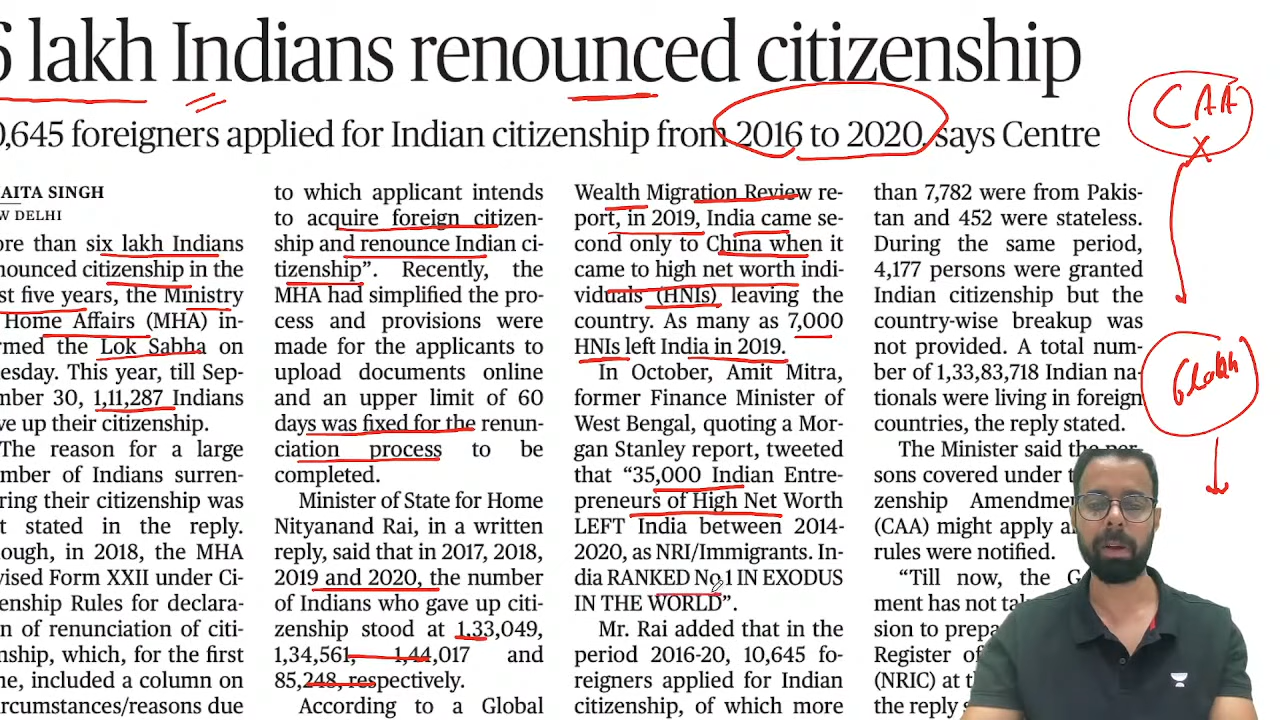 6 lakh Indians renounced citizenship
0,645 foreigners applied for Indian citizenship from 2016 to 2020, says Centre
AITA SINGH
W DELHI
ore than six lakh Indians
nounced citizenship in the
st five years, the Ministry
Home Affairs (MHA) in-
rmed the Lok Sabha on
esday. This year, till Sep-
mber 30, 1,11,287 Indians
ve up their citizenship.
The reason for a large
mber of Indians surren-
ring their citizenship was
t stated in the reply.
ough, in 2018, the MHA
vised Form XXII under Ci-
enship Rules for declara-
n of renunciation of citi-
nship, which, for the first
me, included a column on
rcumstances/reasons due
to which applicant intends
to acquire foreign citizen-
ship and renounce Indian ci-
tizenship”. Recently, the
MHA had simplified the pro-
cess and provisions were
made for the applicants to
upload documents online
and an upper limit of 60
days was fixed for the renun-
ciation process to be
completed.
Minister of State for Home
Nityanand Rai, in a written
reply, said that in 2017, 2018,
2019 and 2020, the number
of Indians who gave up citi-
zenship stood at 1,33,049,
1,34,561, 1,44,017 and
85,248, respectively.
According to a Global
Wealth Migration Review re-
port, in 2019, India came se-
cond only to China when it
came to high net worth indi-
viduals (HNIs) leaving the
country. As many as 7,000
HNIs left India in 2019.
In October, Amit Mitra,
former Finance Minister of
West Bengal, quoting a Mor-
gan Stanley report, tweeted
that “35,000 Indian Entre-
preneurs of High Net Worth
LEFT India between 2014-
2020, as NRI/Immigrants. In-
dia RANKED No.1 IN EXODUS
IN THE WORLD”.
Mr. Rai added that in the
period 2016-20, 10,645 fo-
reigners applied for Indian
citizenship, of which more
than 7,782 were from Pakis-
tan and 452 were stateless.
During the same period,
4,177 persons were granted
Indian citizenship but the
country-wise breakup was
not provided. A total num-
ber of 1,33,83,718 Indian na-
tionals were living in foreign
countries, the reply stated.
The Minister said the per-
sons covered under t
zenship Amendme
(CAA) might apply a
rules were notified.
“Till now, the G
ment has not tak
sion to prepa
Register of
(NRIC) at t
the reply s
CAA
6 lakh